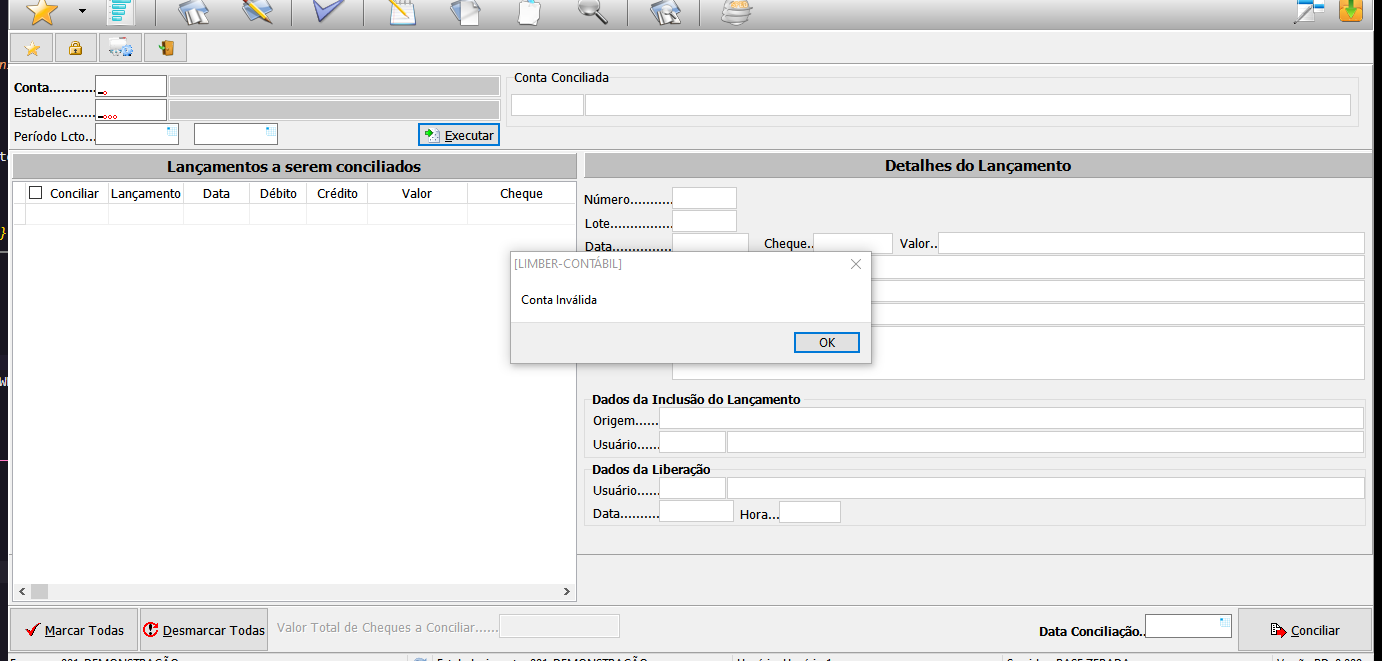 Conta............
Conta Conciliada
Estabelec.......
Período Lcto..
Executar
Lançamentos a serem conciliados
Detalhes do Lançamento
Conciliar Lançamento Data Débito Crédito Valor Cheque
Número..........
Lote...............
Data.............. Cheque.. Valor..
[LIMBER-CONTÁBIL]
Conta Inválida
OK
Dados da Inclusão do Lançamento
Origem......
Usuário......
Dados da Liberação
Usuário......
Data.......... Hora...
Marcar Todas Desmarcar Todas Valor Total de Cheques a Conciliar...... Data Conciliação.. Conciliar